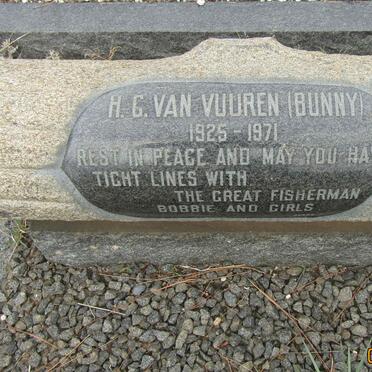 H. C. VAN VUUREN (BUNNY)
1925 - 1971
REST IN PEACE AND MAY YOU HA
TIGHT LINES WITH
THE GREAT FISHERMAN
BOBBIE AND GIRLS